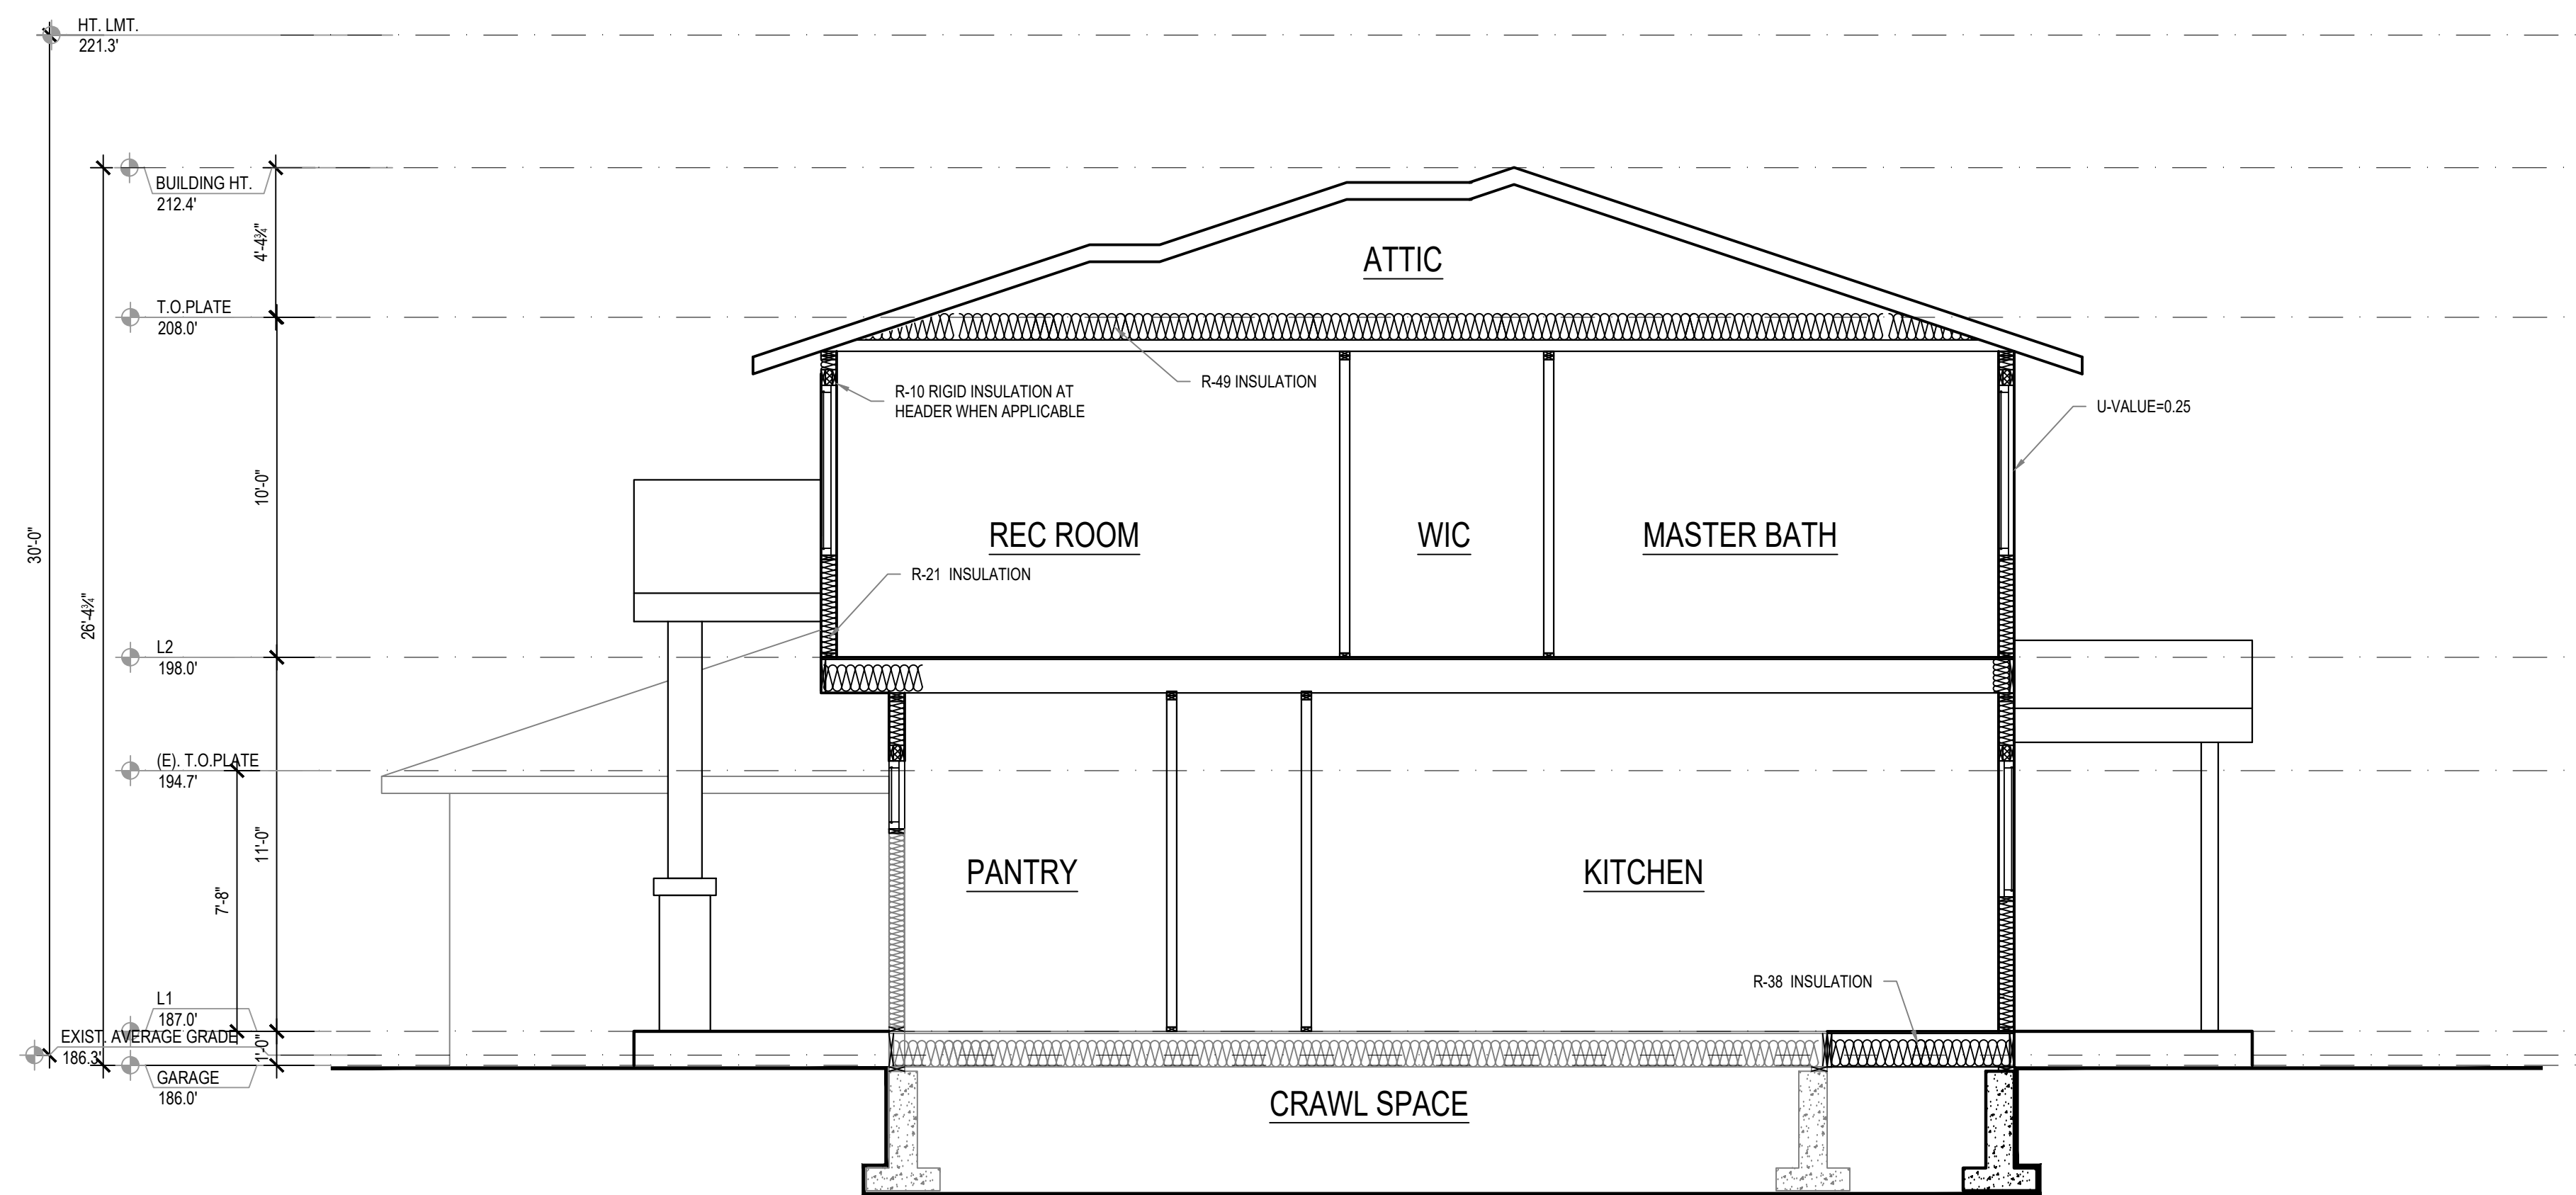 HT. LMT.
221.3'
BUILDING HT.
212.4'
4'-4¾"
T.O.PLATE
208.0'
ATTIC
R-10 RIGID INSULATION AT
HEADER WHEN APPLICABLE
R-49 INSULATION
U-VALUE=0.25
10'-0"
30'-0"
REC ROOM
WIC
MASTER BATH
R-21 INSULATION
26'-4¾"
L2
198.0'
(E). T.O.PLATE
194.7'
11'-0"
7'-8"
PANTRY
KITCHEN
R-38 INSULATION
L1
187.0'
EXIST. AVERAGE GRADE
186.3'
1'-0"
GARAGE
186.0'
CRAWL SPACE